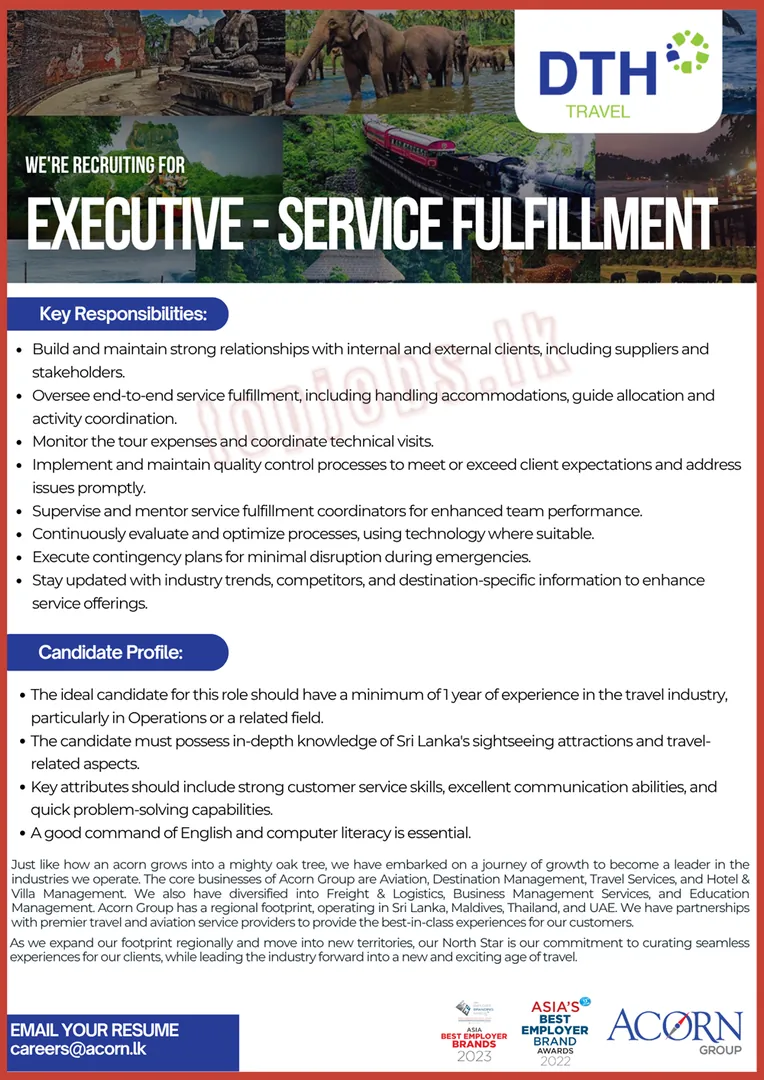 DTH
TRAVEL
WE'RE RECRUITING FOR
EXECUTIVE - SERVICE FULFILLMENT
Key Responsibilities:
• Build and maintain strong relationships with internal and external clients, including suppliers and
stakeholders.
• Oversee end-to-end service fulfillment, including handling accommodations, guide allocation and
activity coordination.
• Monitor the tour expenses and coordinate technical visits.
• Implement and maintain quality control processes to meet or exceed client expectations and address
issues promptly.
• Supervise and mentor service fulfillment coordinators for enhanced team performance.
• Continuously evaluate and optimize processes, using technology where suitable.
• Execute contingency plans for minimal disruption during emergencies.
• Stay updated with industry trends, competitors, and destination-specific information to enhance
service offerings.
topjobs.lk
Candidate Profile:
• The ideal candidate for this role should have a minimum of 1 year of experience in the travel industry,
particularly in Operations or a related field.
• The candidate must possess in-depth knowledge of Sri Lanka's sightseeing attractions and travel-
related aspects.
• Key attributes should include strong customer service skills, excellent communication abilities, and
quick problem-solving capabilities.
• A good command of English and computer literacy is essential.
Just like how an acorn grows into a mighty oak tree, we have embarked on a journey of growth to become a leader in the
industries we operate. The core businesses of Acorn Group are Aviation, Destination Management, Travel Services, and Hotel &
Villa Management. We also have diversified into Freight & Logistics, Business Management Services, and Education
Management. Acorn Group has a regional footprint, operating in Sri Lanka, Maldives, Thailand, and UAE. We have partnerships
with premier travel and aviation service providers to provide the best-in-class experiences for our customers.
As we expand our footprint regionally and move into new territories, our North Star is our commitment to curating seamless
experiences for our clients, while leading the industry forward into a new and exciting age of travel.
EMAIL YOUR RESUME
careers@acorn.lk
ASIA
BEST EMPLOYER
BRANDS
2023
ASIA'S
BEST
EMPLOYER
BRAND
AWARDS
2022
ACORN
GROUP